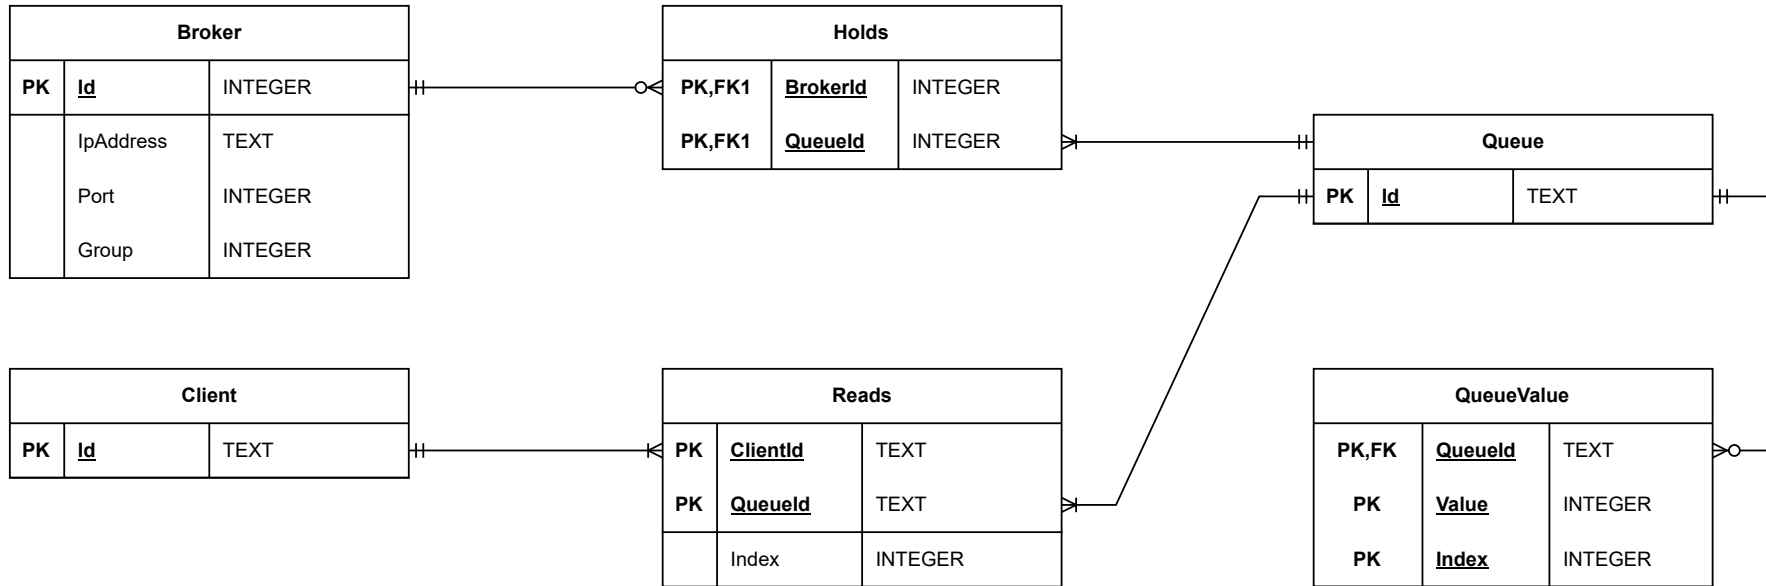 Broker
PK Id INTEGER
IpAddress TEXT
Port INTEGER
Group INTEGER
Holds
PK,FK1 BrokerId INTEGER
PK,FK1 QueueId INTEGER
Queue
PK Id TEXT
Client
PK Id TEXT
Reads
PK ClientId TEXT
PK QueueId TEXT
Index INTEGER
QueueValue
PK,FK QueueId TEXT
PK Value INTEGER
PK Index INTEGER